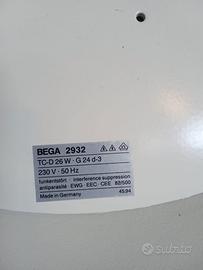 BEGA 2932
TC-D 26 W · G 24 d-3
230 V · 50 Hz
funkentstört · interference suppression
antiparasité · EWG · EEC · CEE 82/500
Made in Germany 45.94
subito